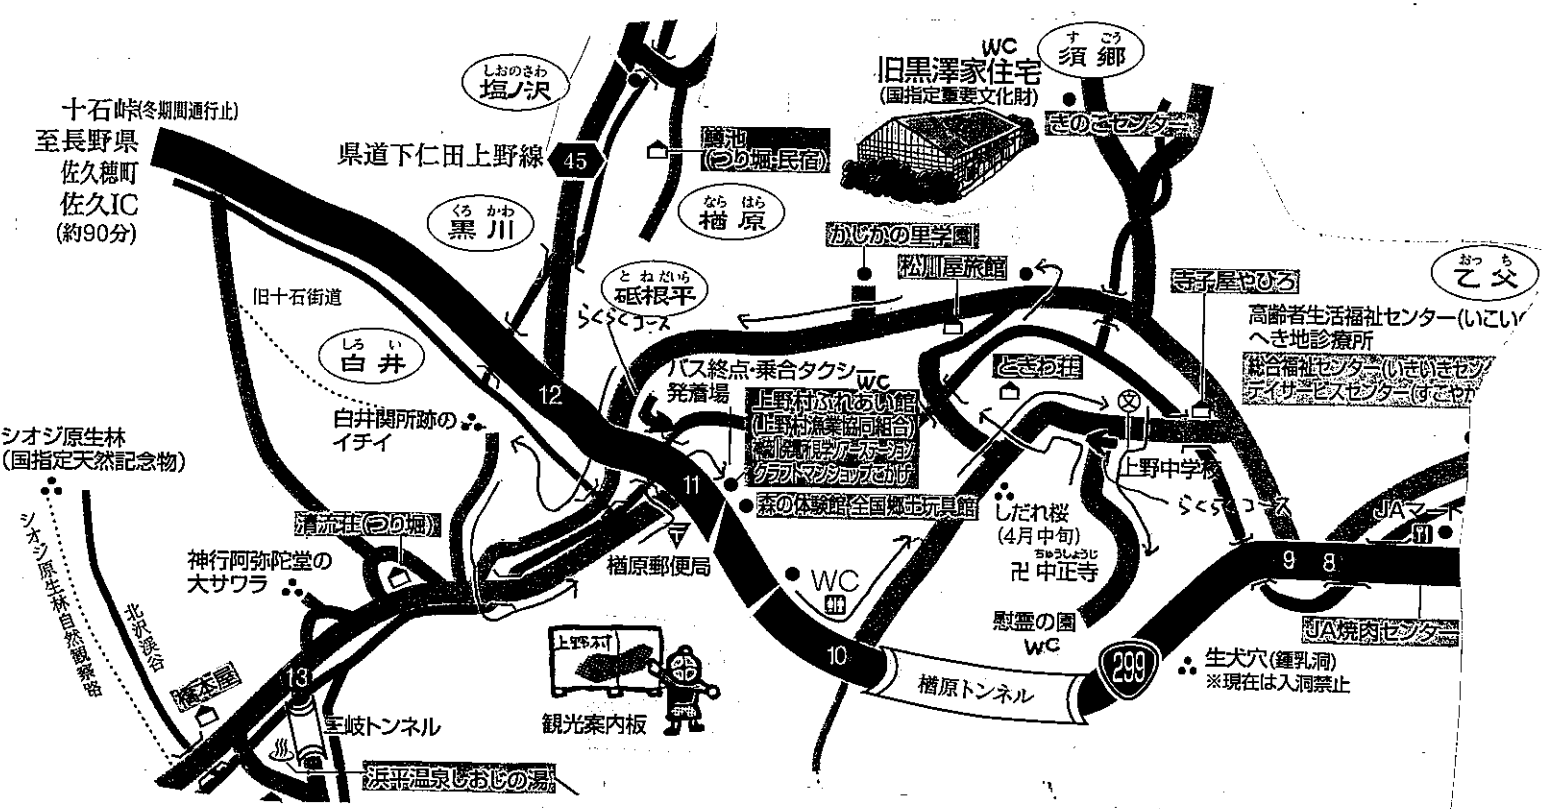 十石峠(冬期間通行止)
至長野県
佐久穂町
佐久IC
(約90分)
しおのさわ
塩ノ沢
県道下仁田上野線
45
くろ かわ
黒川
(つり堀・民宿)
なら はら
楢原
WC
旧黒澤家住宅
(国指定重要文化財)
す ごう
須郷
きのこセンター
かじかの里学園
松川屋旅館
寺子屋やひろ
おっ ち
乙父
高齢者生活福祉センター(いこい
へき地診療所
総合福祉センター(いきいきセン
デイサービスセンター(すこやか
とねだいら
砥根平
らくらくコース
旧十石街道
しろ い
白井
白井関所跡の
イチイ
12
バス終点・乗合タクシー
発着場
WC
上野村ふれあい館
(上野村漁業協同組合)
クラフトマンショップこかげ
森の体験館・全国郷土玩具館
ときわ荘
文
上野中学校
らくらくコース
しだれ桜
(4月中旬)
ちゅうしょうじ
卍 中正寺
慰霊の園
WC
シオジ原生林
(国指定天然記念物)
シオジ原生林自然観察路
北沢渓谷
清流荘(つり堀)
神行阿弥陀堂の
大サワラ
11
楢原郵便局
WC
10
楢原トンネル
299
9
8
JAマート
JA焼肉センター
生犬穴(鍾乳洞)
※現在は入洞禁止
上野村
観光案内板
橋本屋
13
三岐トンネル
浜平温泉しおじの湯